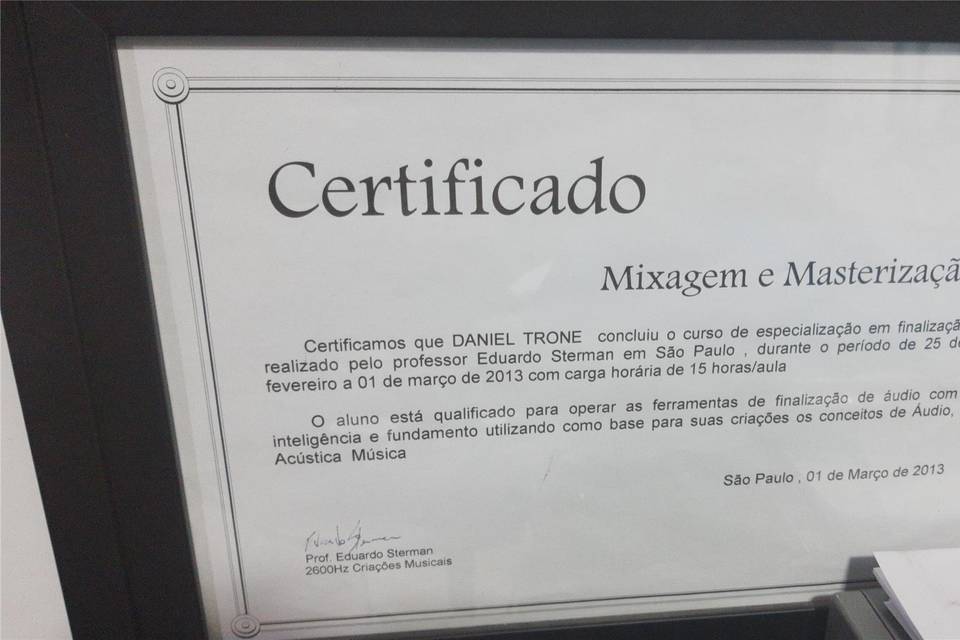 Certificado
Mixagem e Masterizaçã
Certificamos que DANIEL TRONE concluiu o curso de especialização em finalizaçã
realizado pelo professor Eduardo Sterman em São Paulo , durante o período de 25 de
fevereiro a 01 de março de 2013 com carga horária de 15 horas/aula
O aluno está qualificado para operar as ferramentas de finalização de áudio com
inteligência e fundamento utilizando como base para suas criações os conceitos de Áudio,
Acústica Música
São Paulo , 01 de Março de 2013
Eduardo Sterman
Prof. Eduardo Sterman
2600Hz Criações Musicais